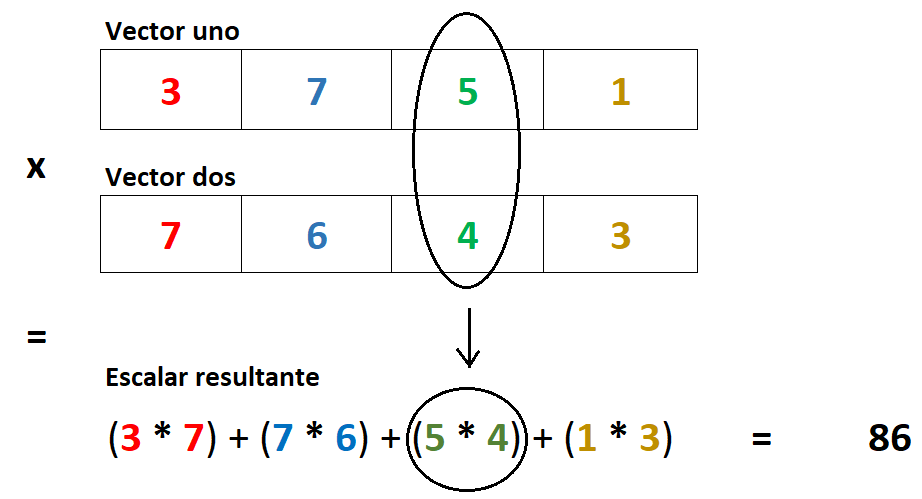 Vector uno
3 7 5 1
x
Vector dos
7 6 4 3
=
Escalar resultante
(3 * 7) + (7 * 6) + (5 * 4) + (1 * 3) = 86